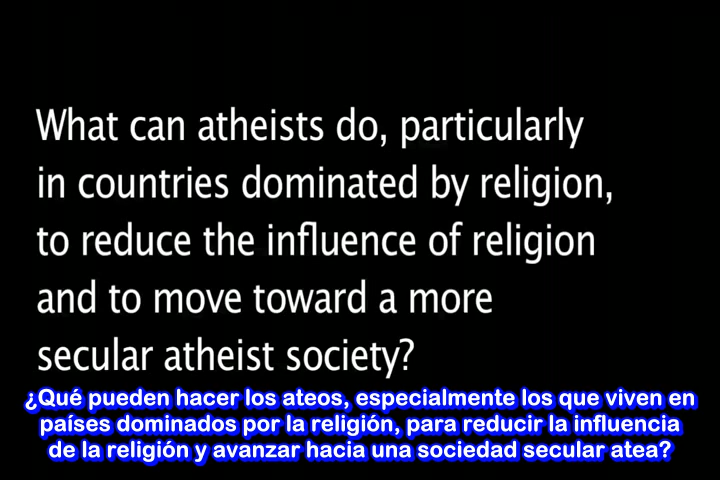 What can atheists do, particularly
in countries dominated by religion,
to reduce the influence of religion
and to move toward a more
secular atheist society?
¿Qué pueden hacer los ateos, especialmente los que viven en
países dominados por la religión, para reducir la influencia
de la religión y avanzar hacia una sociedad secular atea?